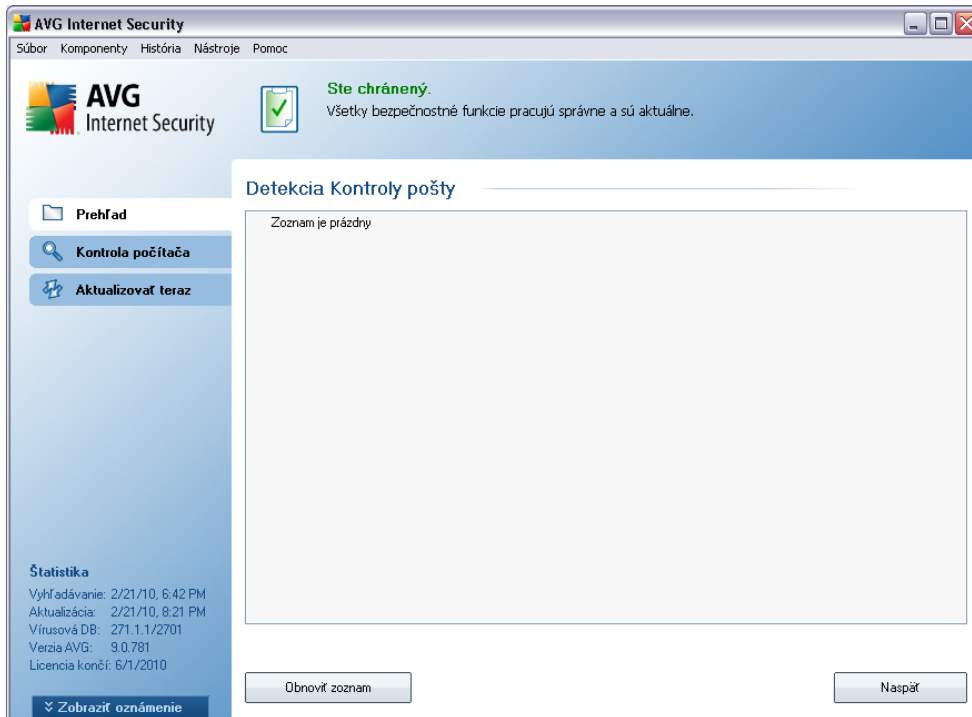 AVG Internet Security
Súbor Komponenty História Nástroje Pomoc
AVG
Internet Security
Ste chránený.
Všetky bezpečnostné funkcie pracujú správne a sú aktuálne.
Prehľad
Kontrola počítača
Aktualizovať teraz
Detekcia Kontroly pošty
Zoznam je prázdny
Štatistika
Vyhľadávanie: 2/21/10, 6:42 PM
Aktualizácia: 2/21/10, 8:21 PM
Vírusová DB: 271.1.1/2701
Verzia AVG: 9.0.781
Licencia končí: 6/1/2010
Zobraziť oznámenie
Obnoviť zoznam
Naspäť